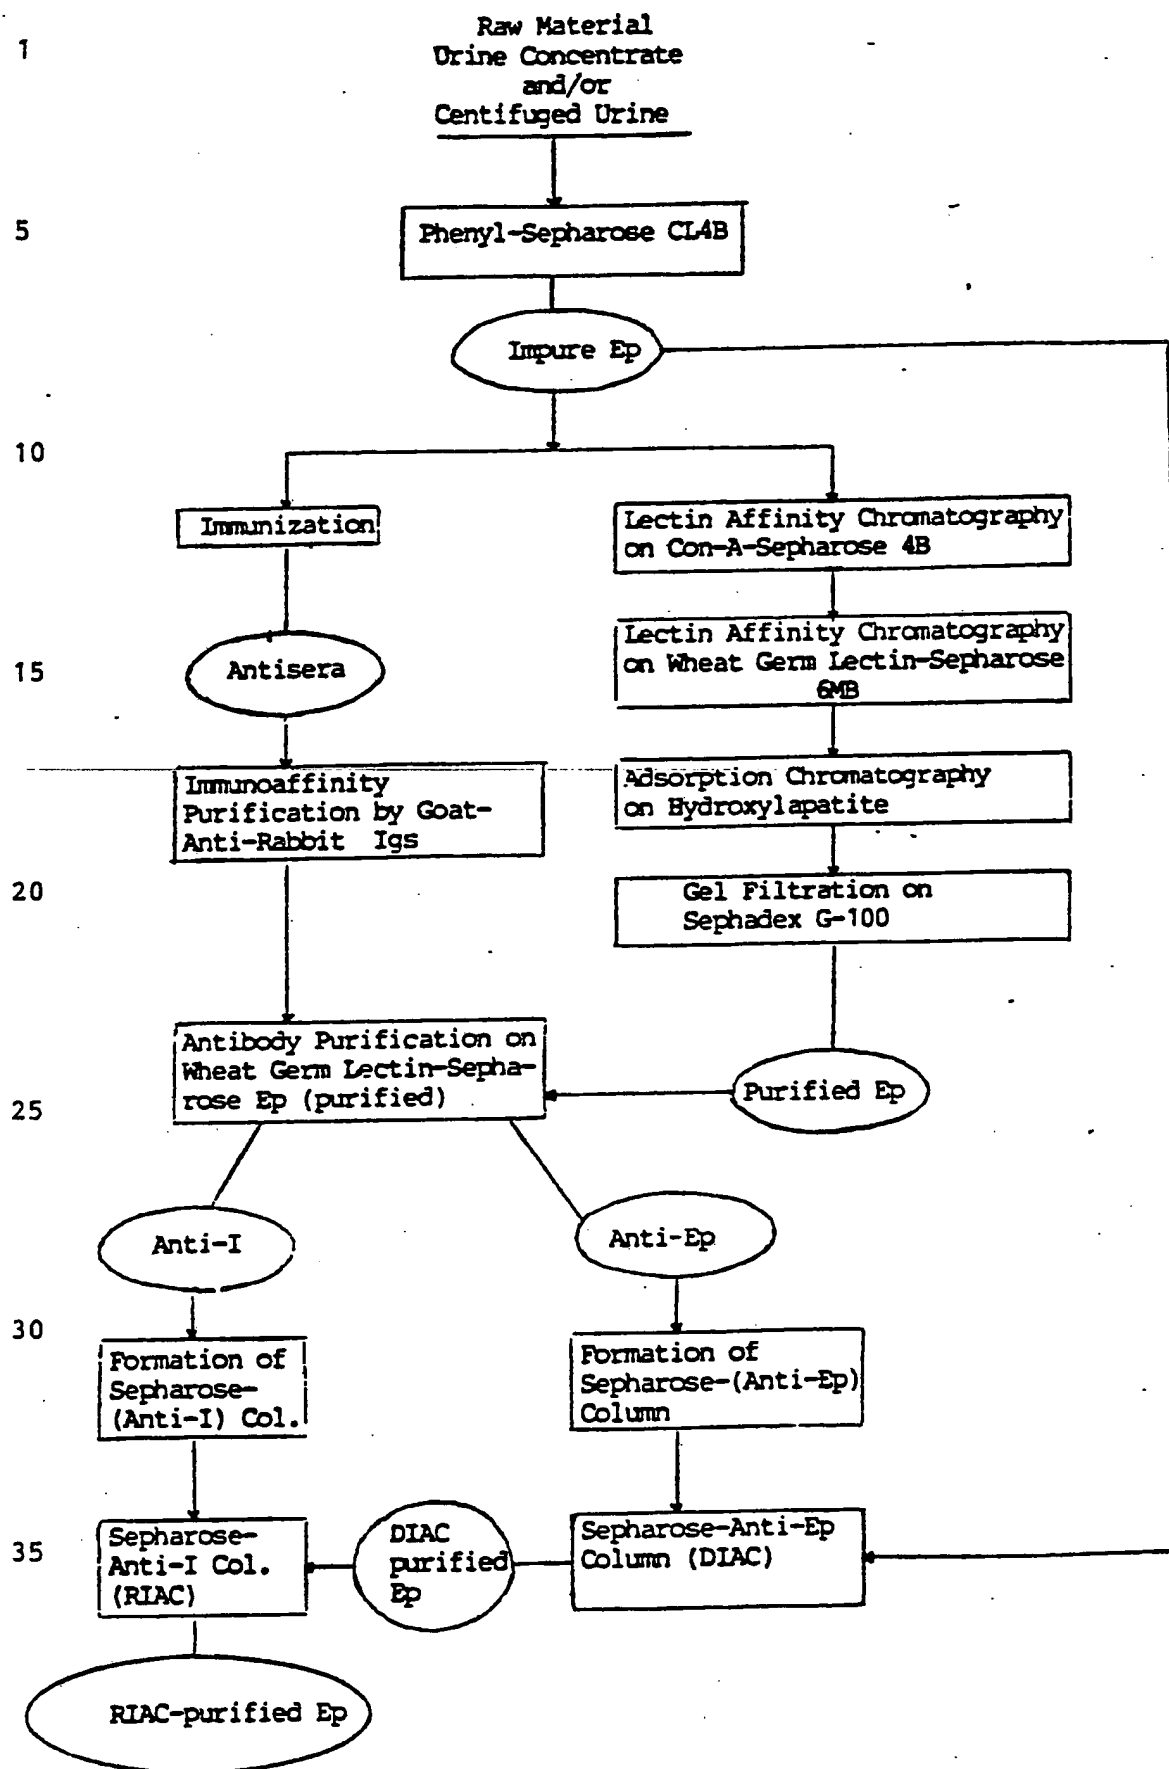 1
Raw Material
Urine Concentrate
and/or
Centifuged Urine
5
Phenyl-Sepharose CL4B
Impure Ep
10
Immunization
Lectin Affinity Chromatography
on Con-A-Sepharose 4B
Antisera
15
Lectin Affinity Chromatography
on Wheat Germ Lectin-Sepharose
6MB
Immunoaffinity
Purification by Goat-
Anti-Rabbit Igs
Adsorption Chromatography
on Hydroxylapatite
20
Gel Filtration on
Sephadex G-100
Antibody Purification on
Wheat Germ Lectin-Sepha-
rose Ep (purified)
Purified Ep
25
Anti-I
Anti-Ep
30
Formation of
Sepharose-
(Anti-I) Col.
Formation of
Sepharose-(Anti-Ep)
Column
35
Sepharose-
Anti-I Col.
(RIAC)
DIAC
purified
Ep
Sepharose-Anti-Ep
Column (DIAC)
RIAC-purified Ep